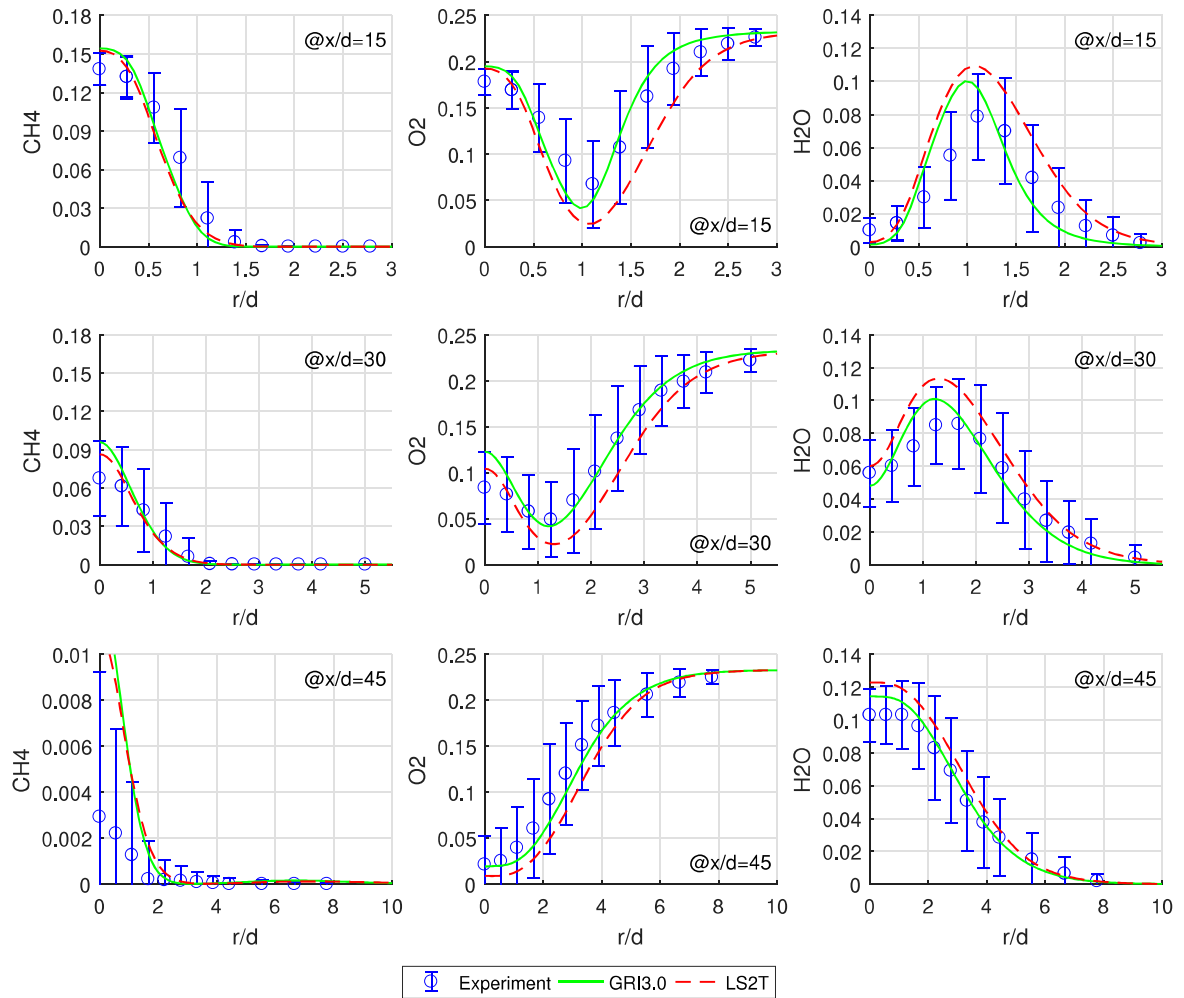 0.18
0.15
0.12
0.09
0.06
0.03
0
CH4
@x/d=15
0 0.5 1 1.5 2 2.5 3
r/d
0.25
0.2
0.15
0.1
0.05
0
O2
@x/d=15
0 0.5 1 1.5 2 2.5 3
r/d
0.14
0.12
0.1
0.08
0.06
0.04
0.02
0
H2O
@x/d=15
0 0.5 1 1.5 2 2.5 3
r/d
0.18
0.15
0.12
0.09
0.06
0.03
0
CH4
@x/d=30
0 1 2 3 4 5
r/d
0.25
0.2
0.15
0.1
0.05
0
O2
@x/d=30
0 1 2 3 4 5
r/d
0.14
0.12
0.1
0.08
0.06
0.04
0.02
0
H2O
@x/d=30
0 1 2 3 4 5
r/d
0.01
0.008
0.006
0.004
0.002
0
CH4
@x/d=45
0 2 4 6 8 10
r/d
0.25
0.2
0.15
0.1
0.05
0
O2
@x/d=45
0 2 4 6 8 10
r/d
0.14
0.12
0.1
0.08
0.06
0.04
0.02
0
H2O
@x/d=45
0 2 4 6 8 10
r/d
Experiment GRI3.0 LS2T